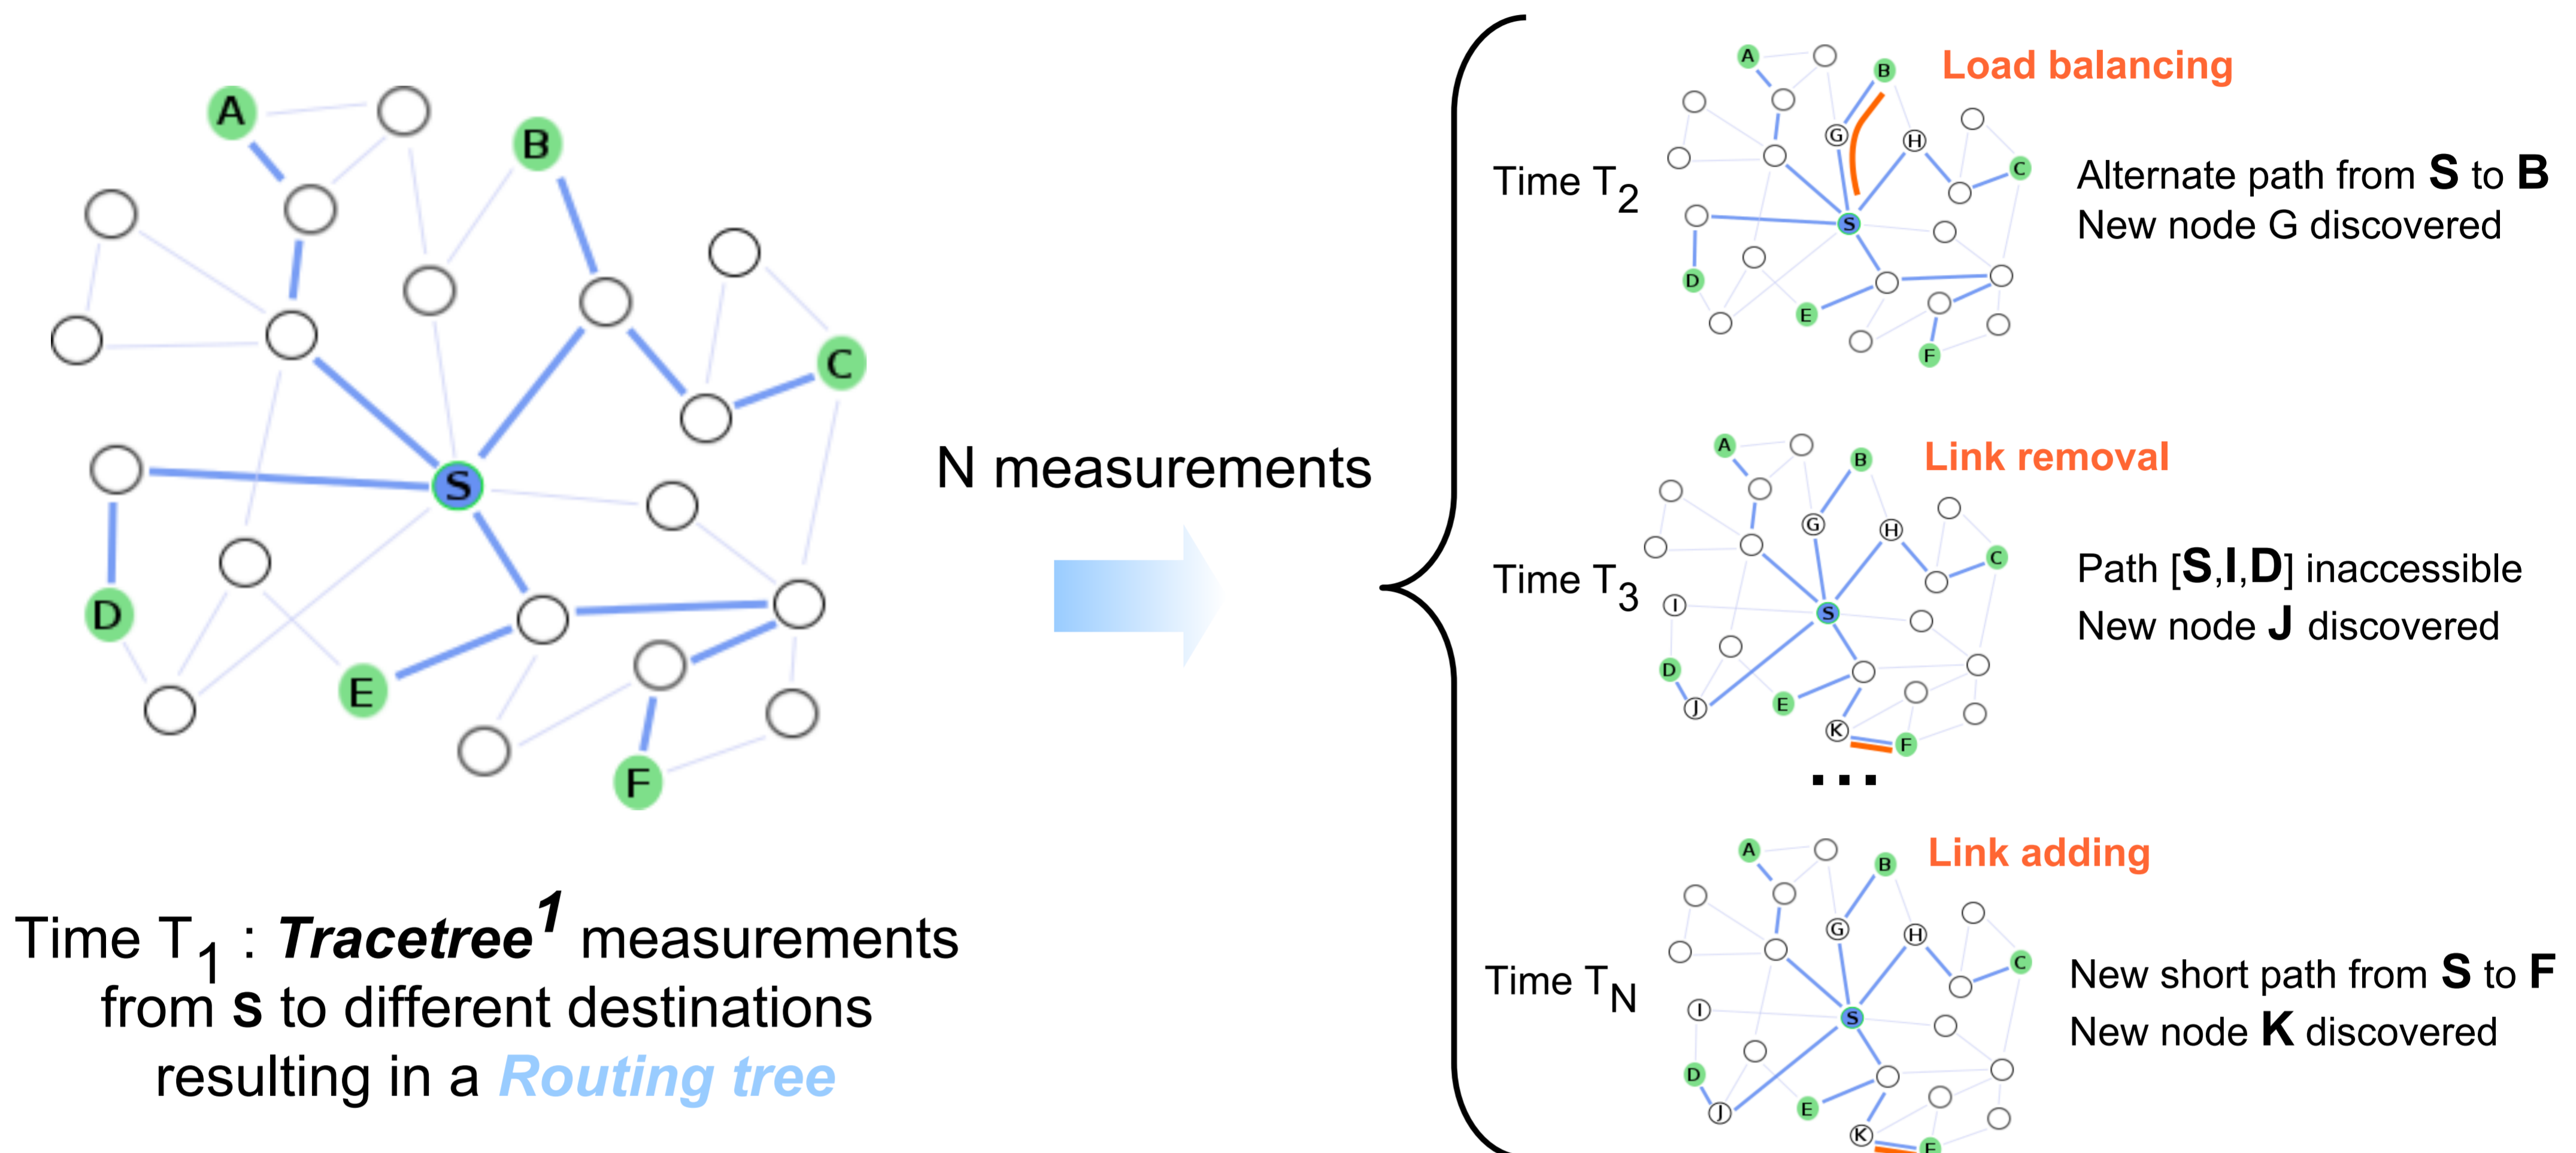 A
B
C
S
D
E
F
Time T1 : Tracetree1 measurements
from S to different destinations
resulting in a Routing tree
N measurements
Time T2
A
B
G
H
C
S
D
E
F
Load balancing
Alternate path from S to B
New node G discovered
Time T3
A
B
G
H
C
I
S
D
J
E
K
F
Link removal
Path [S,I,D] inaccessible
New node J discovered
...
Time TN
A
B
G
H
C
I
S
D
J
E
K
F
Link adding
New short path from S to F
New node K discovered